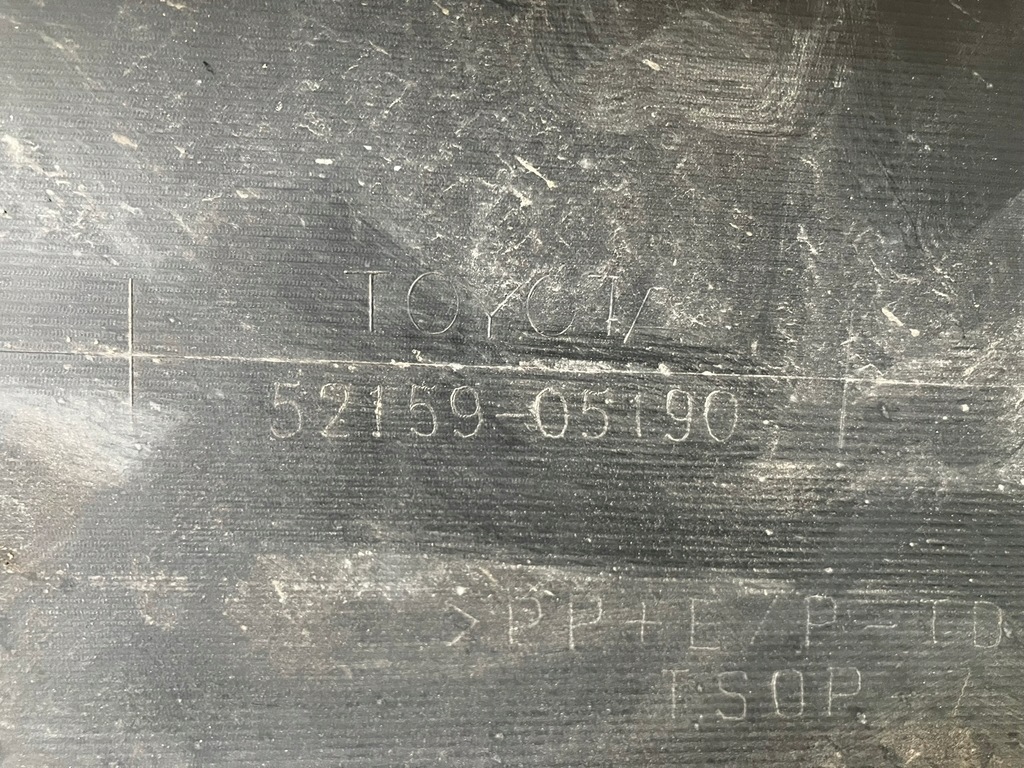 TOYOTA
52159-05190
>PP+E/P-TD
TSOP